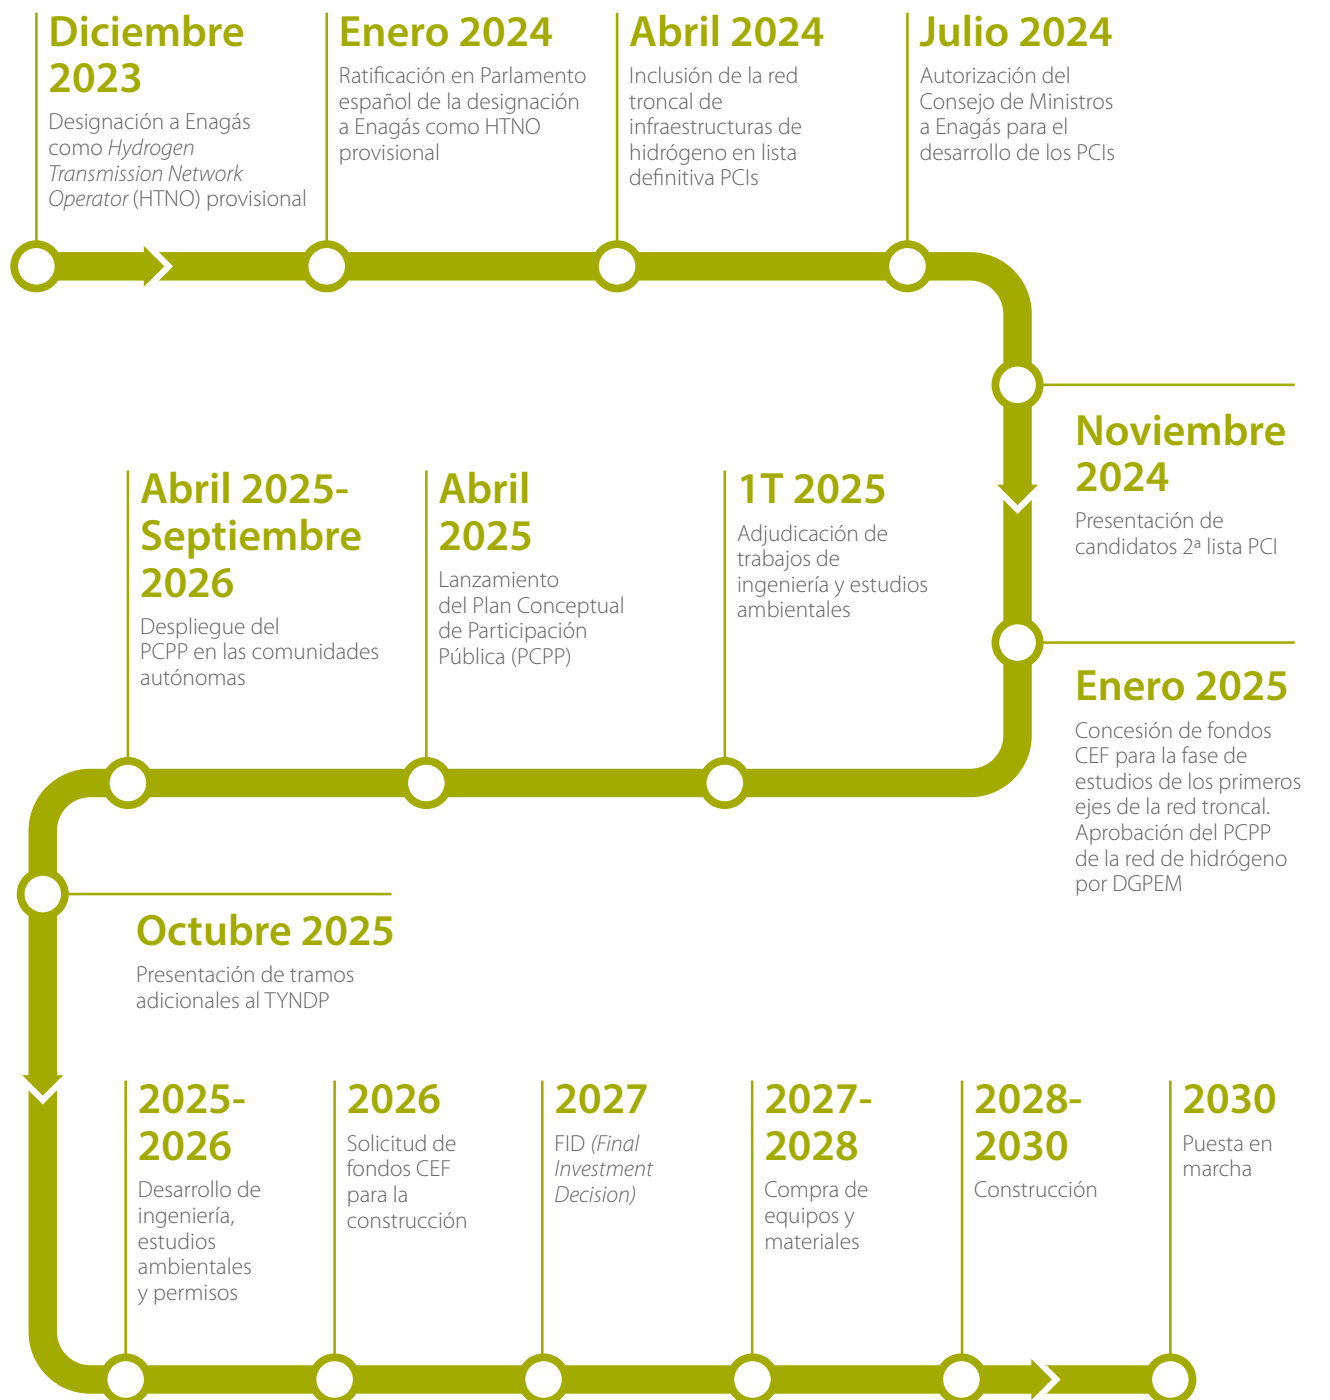 Diciembre
2023
Designación a Enagás
como Hydrogen
Transmission Network
Operator (HTNO) provisional
Enero 2024
Ratificación en Parlamento
español de la designación
a Enagás como HTNO
provisional
Abril 2024
Inclusión de la red
troncal de
infraestructuras de
hidrógeno en lista
definitiva PCIs
Julio 2024
Autorización del
Consejo de Ministros
a Enagás para el
desarrollo de los PCIs
Noviembre
2024
Presentación de
candidatos 2ª lista PCI
Enero 2025
Concesión de fondos
CEF para la fase de
estudios de los primeros
ejes de la red troncal.
Aprobación del PCPP
de la red de hidrógeno
por DGPEM
1T 2025
Adjudicación de
trabajos de
ingeniería y estudios
ambientales
Abril
2025
Lanzamiento
del Plan Conceptual
de Participación
Pública (PCPP)
Abril 2025-
Septiembre
2026
Despliegue del
PCPP en las comunidades
autónomas
Octubre 2025
Presentación de tramos
adicionales al TYNDP
2025-
2026
Desarrollo de
ingeniería,
estudios
ambientales
y permisos
2026
Solicitud de
fondos CEF
para la
construcción
2027
FID (Final
Investment
Decision)
2027-
2028
Compra de
equipos y
materiales
2028-
2030
Construcción
2030
Puesta en
marcha